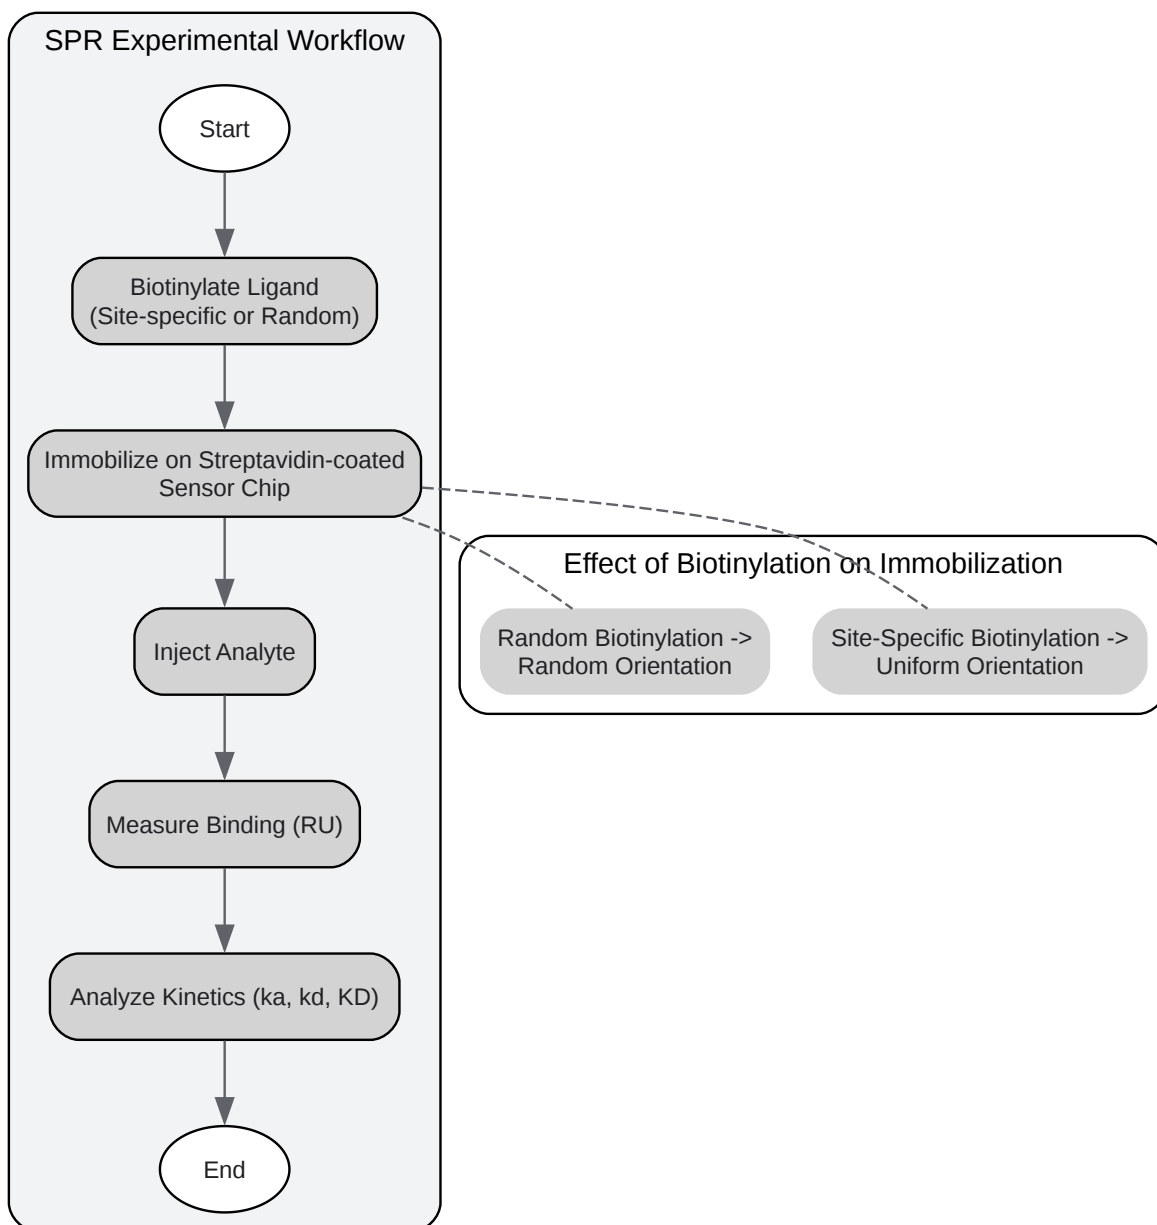 SPR Experimental Workflow
Start
Biotinylate Ligand
(Site-specific or Random)
Immobilize on Streptavidin-coated
Sensor Chip
Inject Analyte
Measure Binding (RU)
Analyze Kinetics (ka, kd, KD)
End
Effect of Biotinylation on Immobilization
Random Biotinylation ->
Random Orientation
Site-Specific Biotinylation ->
Uniform Orientation